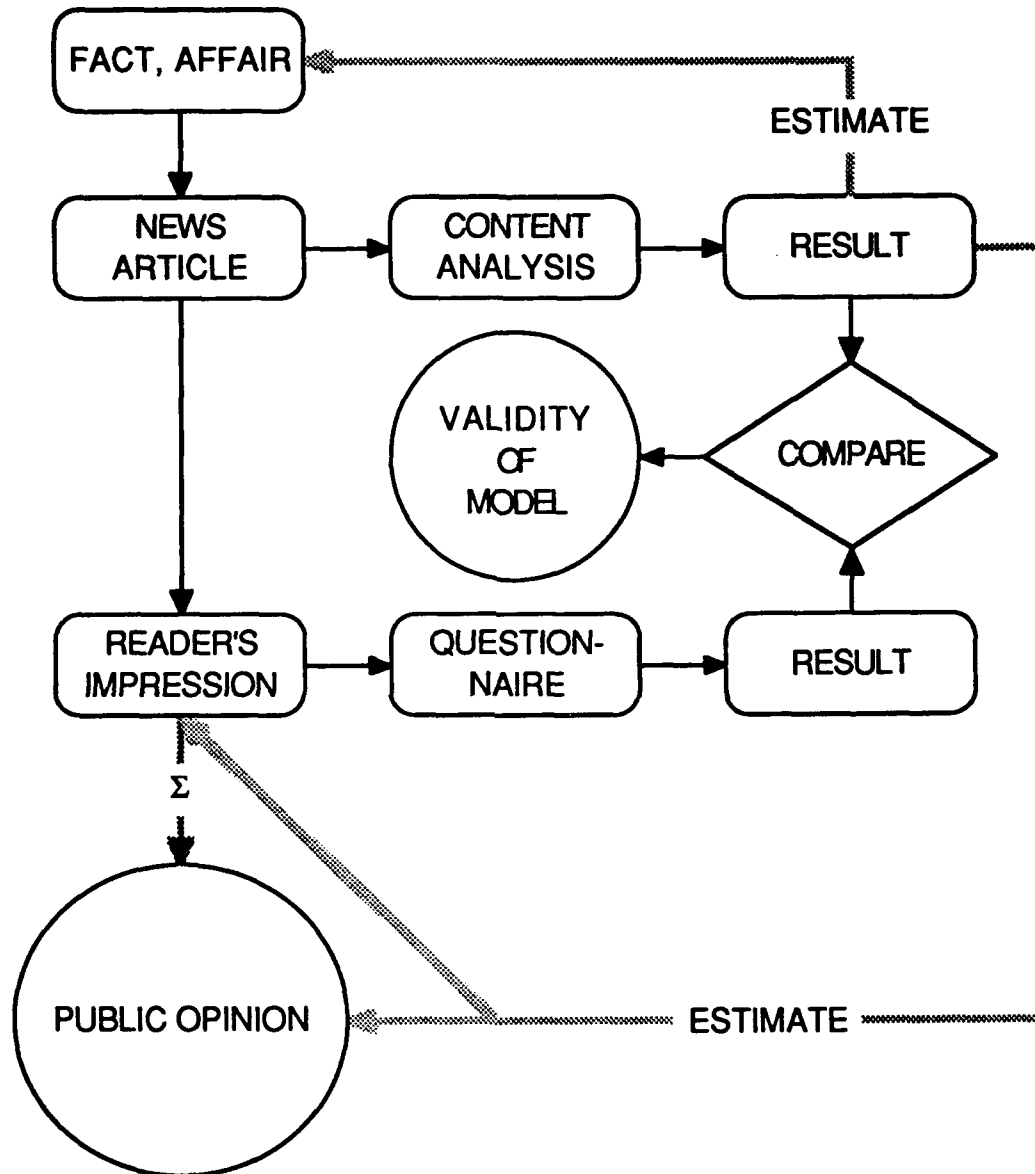 FACT, AFFAIR
ESTIMATE
NEWS
ARTICLE
CONTENT
ANALYSIS
RESULT
VALIDITY
OF
MODEL
COMPARE
READER'S
IMPRESSION
QUESTION-
NAIRE
RESULT
Σ
PUBLIC OPINION
ESTIMATE